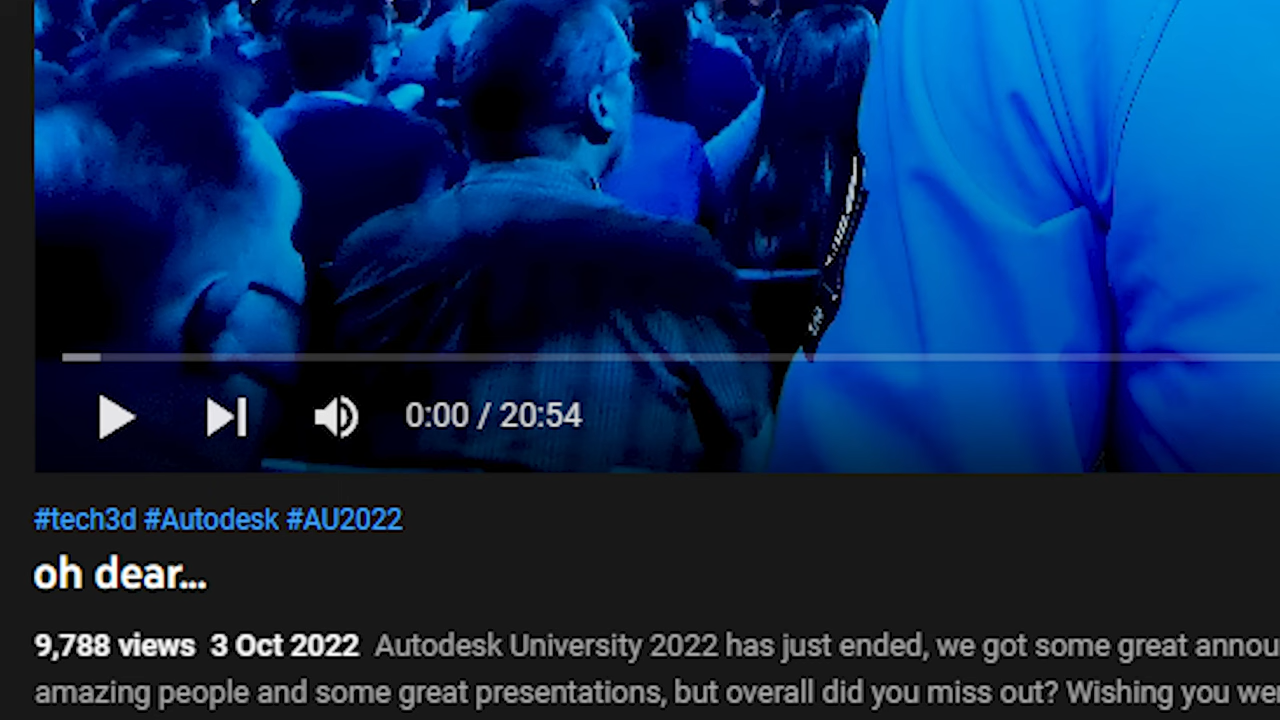 0:00 / 20:54
#tech3d #Autodesk #AU2022
oh dear...
9,788 views 3 Oct 2022 Autodesk University 2022 has just ended, we got some great annou
amazing people and some great presentations, but overall did you miss out? Wishing you we